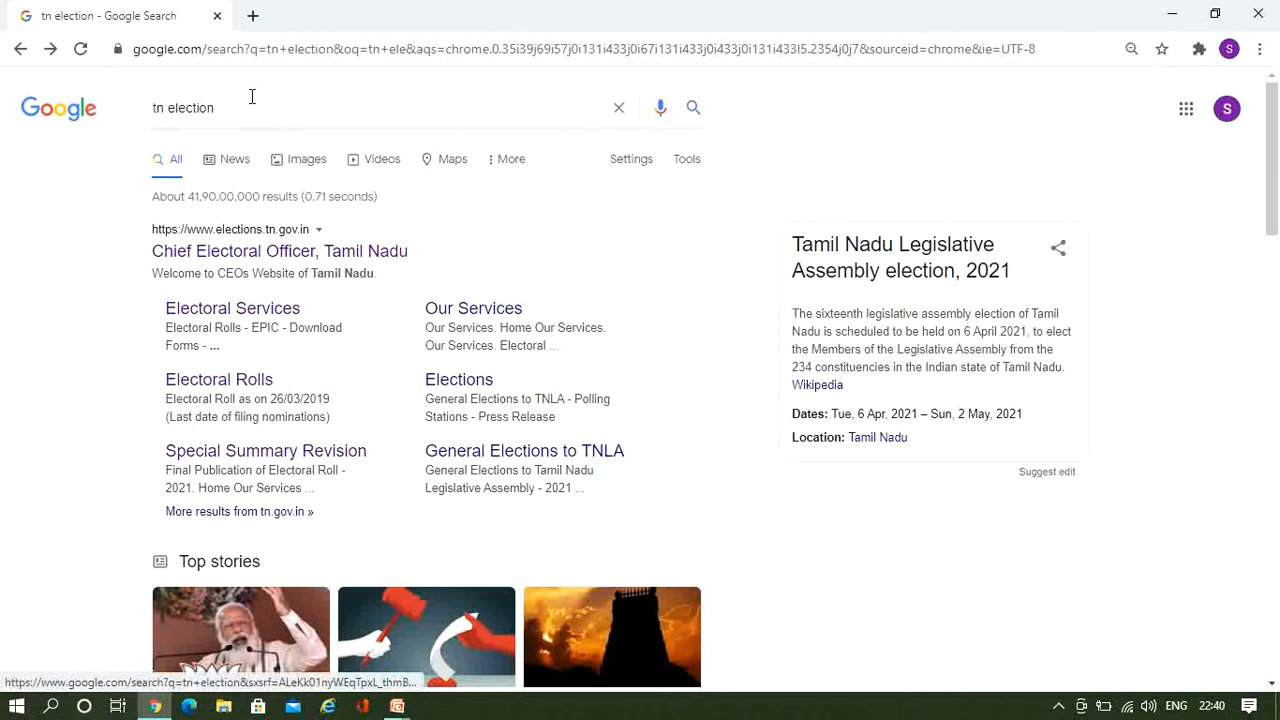 tn election - Google Search
google.com/search?q=tn+election&oq=tn+ele&aqs=chrome.0.35i39j69i57j0i131i433j0i67i131i433j0i433j0i131i433l5.2354j0j7&sourceid=chrome&ie=UTF-8
S
Google
tn election
S
All
News
Images
Videos
Maps
More
Settings
Tools
About 41,90,00,000 results (0.71 seconds)
https://www.elections.tn.gov.in
Chief Electoral Officer, Tamil Nadu
Welcome to CEOs Website of Tamil Nadu.
Electoral Services
Electoral Rolls - EPIC - Download
Forms - ...
Our Services
Our Services. Home Our Services.
Our Services. Electoral ...
Electoral Rolls
Electoral Roll as on 26/03/2019
(Last date of filing nominations)
Elections
General Elections to TNLA - Polling
Stations - Press Release
Special Summary Revision
Final Publication of Electoral Roll -
2021. Home Our Services ...
General Elections to TNLA
General Elections to Tamil Nadu
Legislative Assembly - 2021 ...
More results from tn.gov.in »
Top stories
Tamil Nadu Legislative
Assembly election, 2021
The sixteenth legislative assembly election of Tamil
Nadu is scheduled to be held on 6 April 2021, to elect
the Members of the Legislative Assembly from the
234 constituencies in the Indian state of Tamil Nadu.
Wikipedia
Dates: Tue, 6 Apr, 2021 – Sun, 2 May, 2021
Location: Tamil Nadu
Suggest edit
https://www.google.com/search?q=tn+election&sxsrf=ALeKk01nyWEqTpxL_thmB...
ENG
22:40